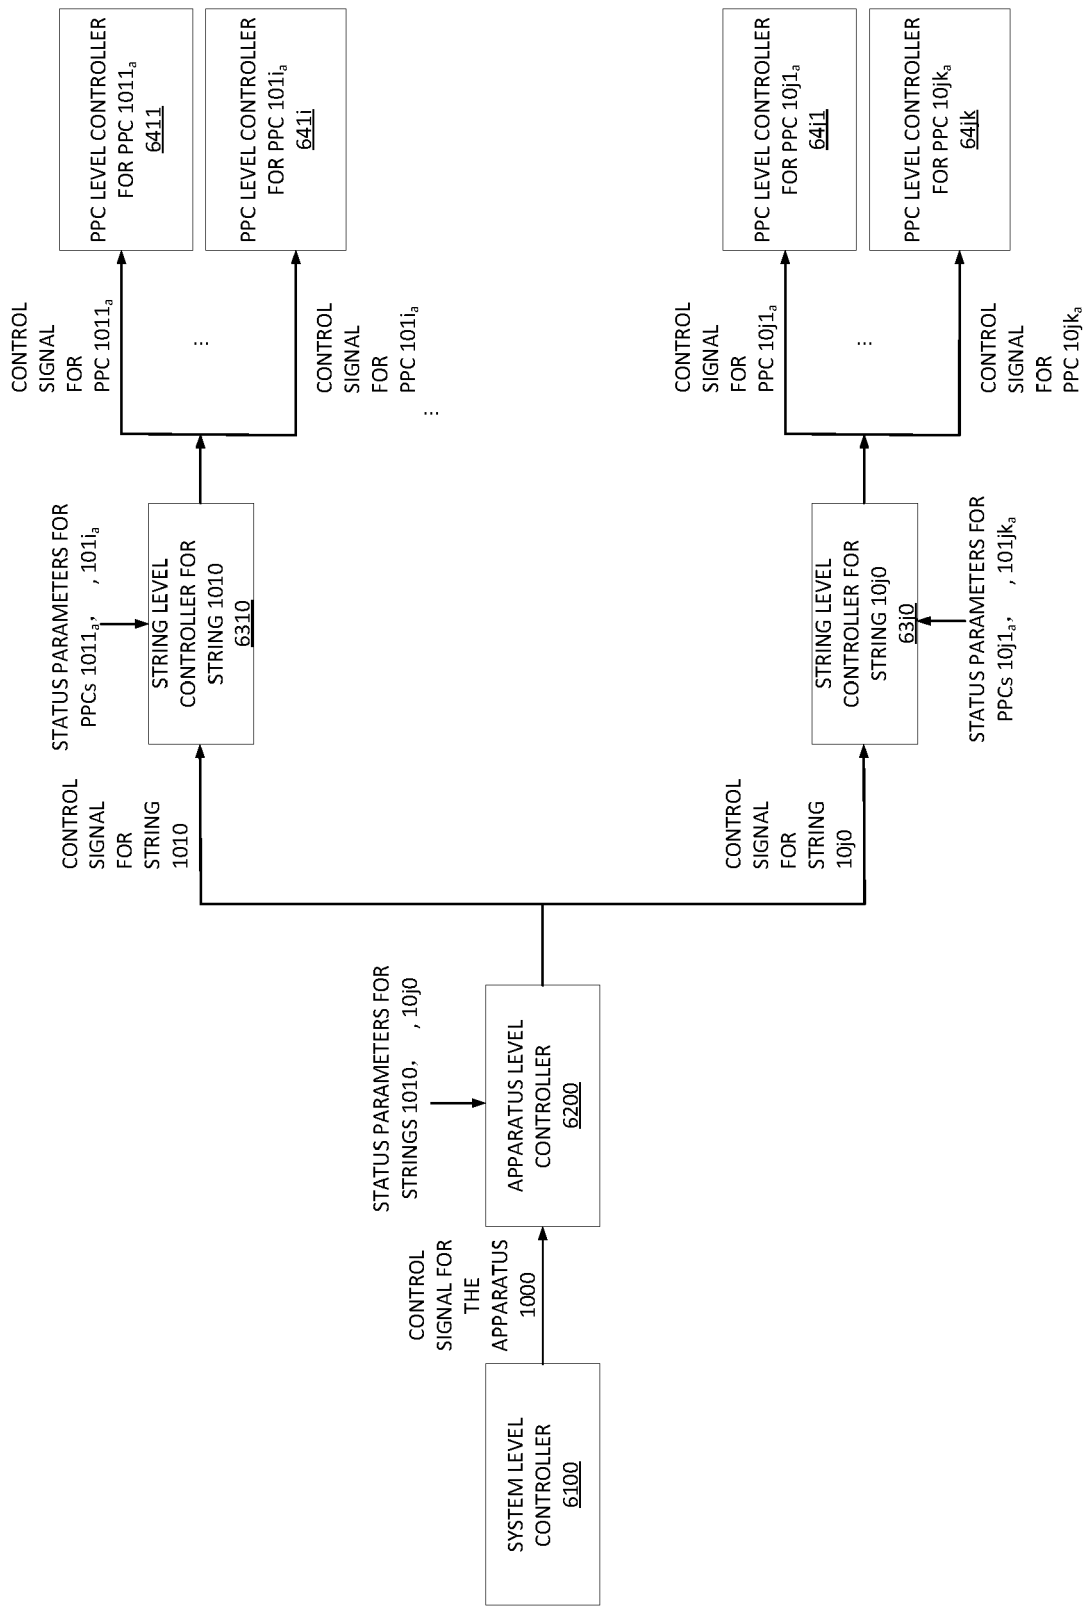 SYSTEM LEVEL
CONTROLLER
6100
CONTROL
SIGNAL FOR
THE
APPARATUS
1000
STATUS PARAMETERS FOR
STRINGS 1010, , 10j0
APPARATUS LEVEL
CONTROLLER
6200
CONTROL
SIGNAL
FOR
STRING
1010
STATUS PARAMETERS FOR
PPCs 1011a, , 101ia
STRING LEVEL
CONTROLLER FOR
STRING 1010
6310
CONTROL
SIGNAL
FOR
PPC 1011a
PPC LEVEL CONTROLLER
FOR PPC 1011a
6411
...
CONTROL
SIGNAL
FOR
PPC 101ia
PPC LEVEL CONTROLLER
FOR PPC 101ia
641i
...
CONTROL
SIGNAL
FOR
STRING
10j0
STRING LEVEL
CONTROLLER FOR
STRING 10j0
63j0
STATUS PARAMETERS FOR
PPCs 10j1a, , 101jka
CONTROL
SIGNAL
FOR
PPC 10j1a
PPC LEVEL CONTROLLER
FOR PPC 10j1a
64j1
...
CONTROL
SIGNAL
FOR
PPC 10jka
PPC LEVEL CONTROLLER
FOR PPC 10jka
64jk